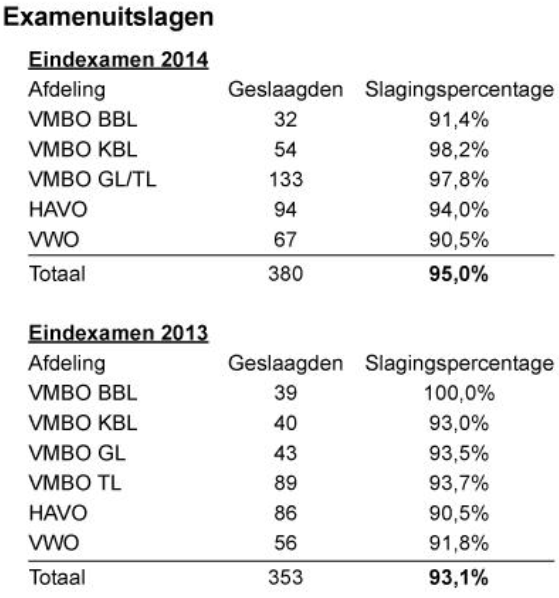 Examenuitslagen
Eindexamen 2014
Afdeling Geslaagden Slagingspercentage
VMBO BBL 32 91,4%
VMBO KBL 54 98,2%
VMBO GL/TL 133 97,8%
HAVO 94 94,0%
VWO 67 90,5%
Totaal 380 95,0%
Eindexamen 2013
Afdeling Geslaagden Slagingspercentage
VMBO BBL 39 100,0%
VMBO KBL 40 93,0%
VMBO GL 43 93,5%
VMBO TL 89 93,7%
HAVO 86 90,5%
VWO 56 91,8%
Totaal 353 93,1%